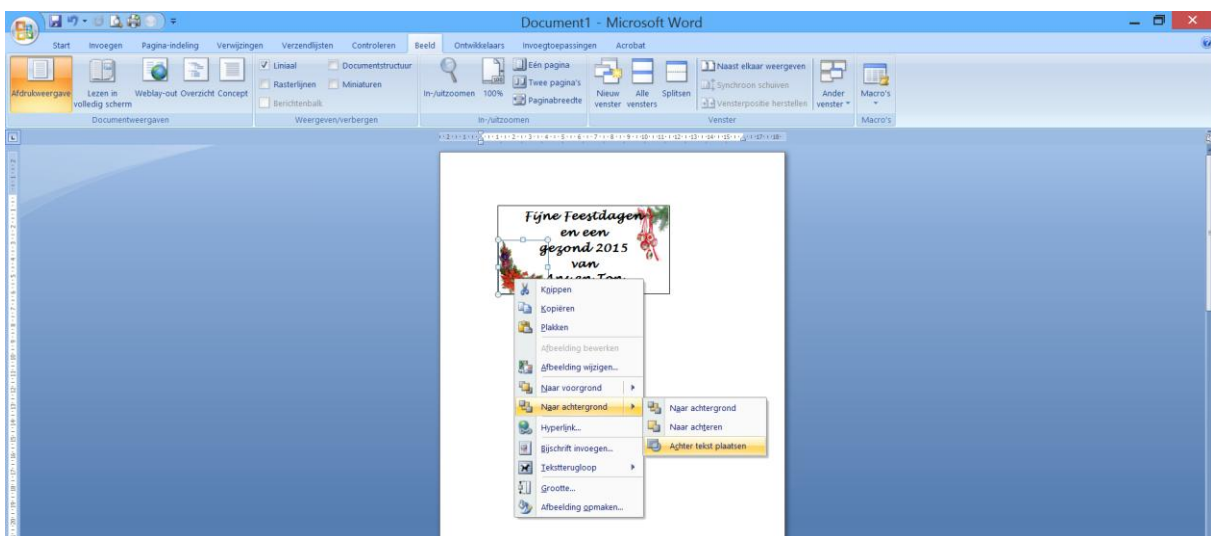 Document1 - Microsoft Word
Start Invoegen Pagina-indeling Verwijzingen Verzendlijsten Controleren Beeld Ontwikkelaars Invoegtoepassingen Acrobat
Afdrukweergave
Lezen in volledig scherm
Weblay-out Overzicht Concept
Documentweergaven
Liniaal
Rasterlijnen
Berichtenbalk
Documentstructuur
Miniaturen
Weergeven/verbergen
In-/uitzoomen 100%
Eén pagina
Twee pagina's
Paginabreedte
In-/uitzoomen
Nieuw venster
Alle vensters
Splitsen
Naast elkaar weergeven
Synchroon schuiven
Vensterpositie herstellen
Ander venster
Venster
Macro's
Macro's
Fijne Feestdagen
en een
gezond 2015
van
Knippen
Kopiëren
Plakken
Afbeelding bewerken
Afbeelding wijzigen...
Naar voorgrond
Naar achtergrond
Hyperlink...
Bijschrift invoegen...
Tekstterugloop
Grootte...
Afbeelding opmaken...
Naar achtergrond
Naar achteren
Achter tekst plaatsen